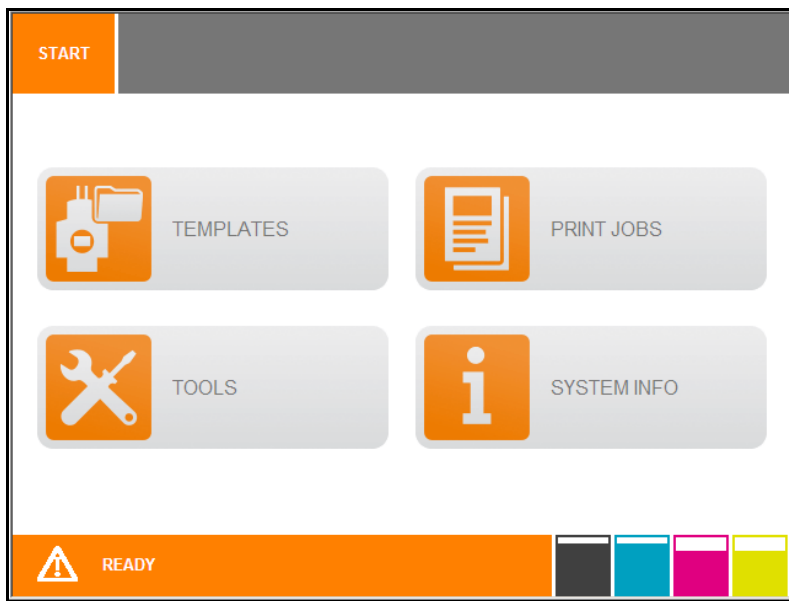 START
TEMPLATES
PRINT JOBS
TOOLS
SYSTEM INFO
READY